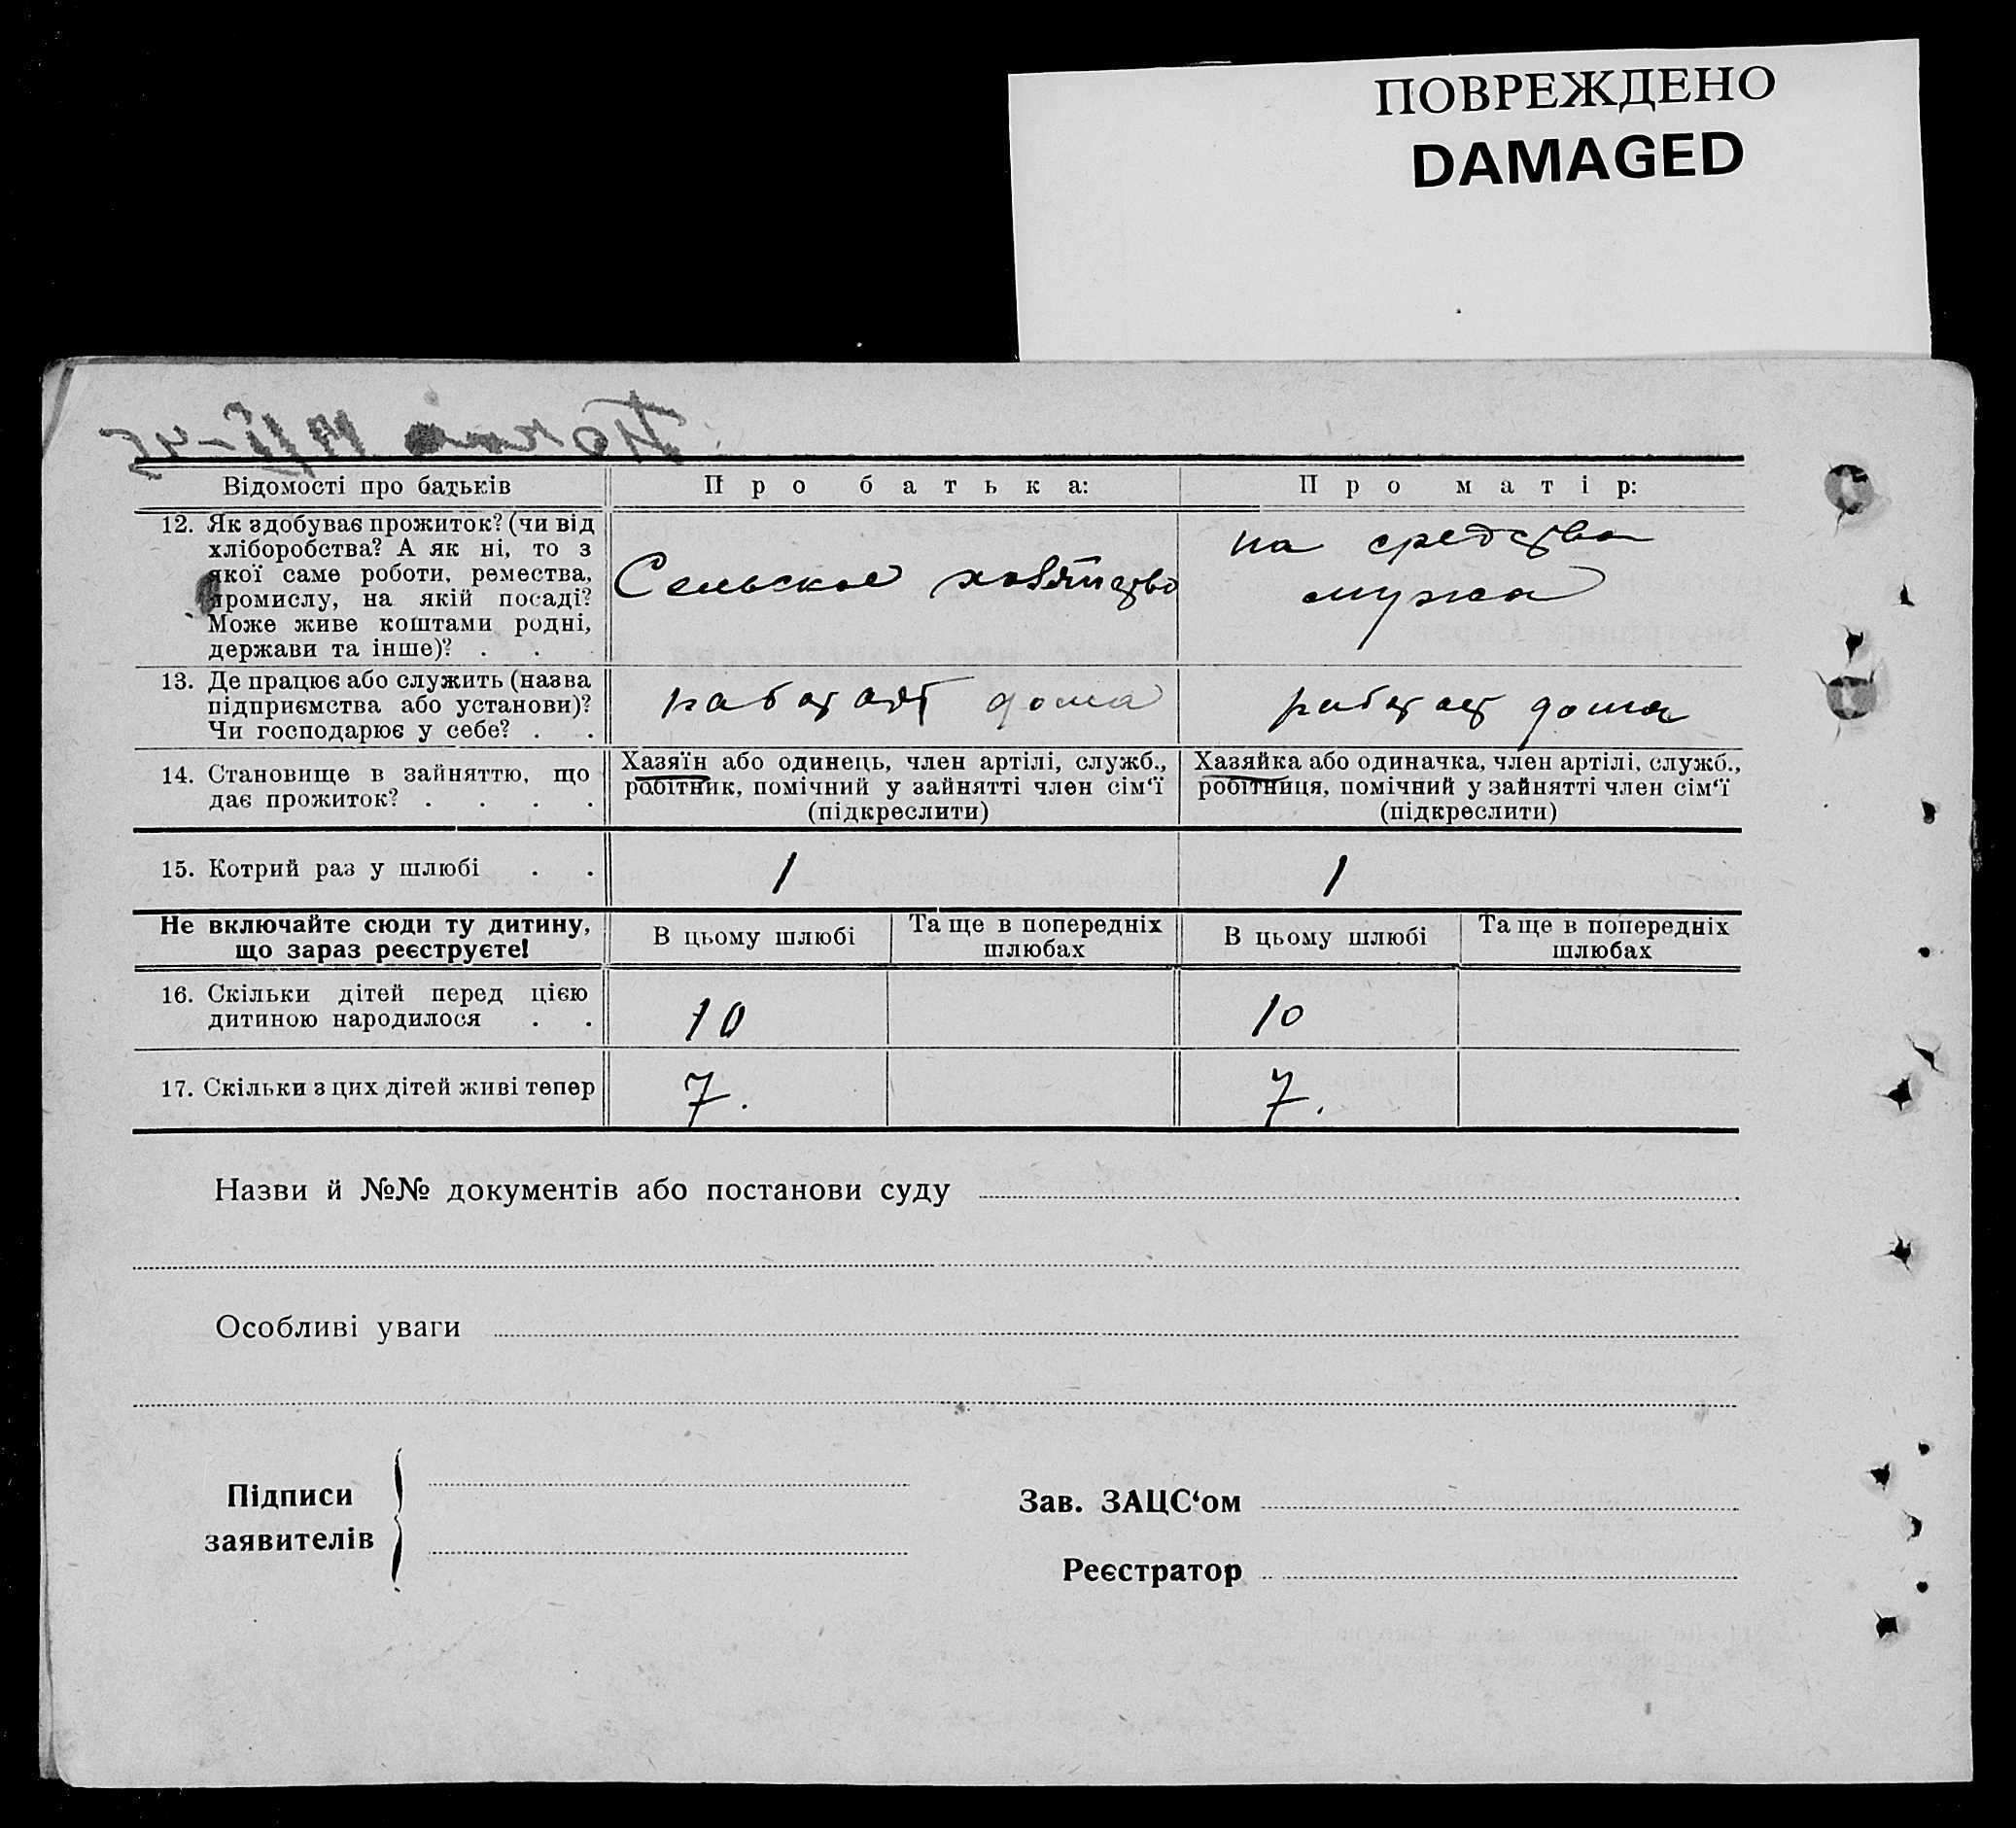 ПОВРЕЖДЕНО
DAMAGED
Відомості про батьків
Про батька:
Про матір:
12. Як здобуває прожиток? (чи від
хліборобства? А як ні, то з
якої саме роботи, ремества,
промислу, на якій посаді?
Може живе коштами родні,
держави та інше)? . .
Сельское хозяйство
на средства
мужа
13. Де працює або служить (назва
підприємства або установи)?
Чи господарює у себе? . .
работает дома
работает дома
14. Становище в зайняттю, що
дає прожиток? . . . .
Хазяїн або одинець, член артілі, служб.,
робітник, помічний у зайнятті член сім‘ї
(підкреслити)
Хазяйка або одиначка, член артілі, служб.,
робітниця, помічний у зайнятті член сім‘ї
(підкреслити)
15. Котрий раз у шлюбі . .
1
1
Не включайте сюди ту дитину,
що зараз реєструєте!
В цьому шлюбі
Та ще в попередніх
шлюбах
В цьому шлюбі
Та ще в попередніх
шлюбах
16. Скільки дітей перед цією
дитиною народилося . .
10
10
17. Скільки з цих дітей живі тепер
7.
7.
Назви й №№ документів або постанови суду
Особливі уваги
Підписи
заявителів
Зав. ЗАЦС‘ом
Реєстратор